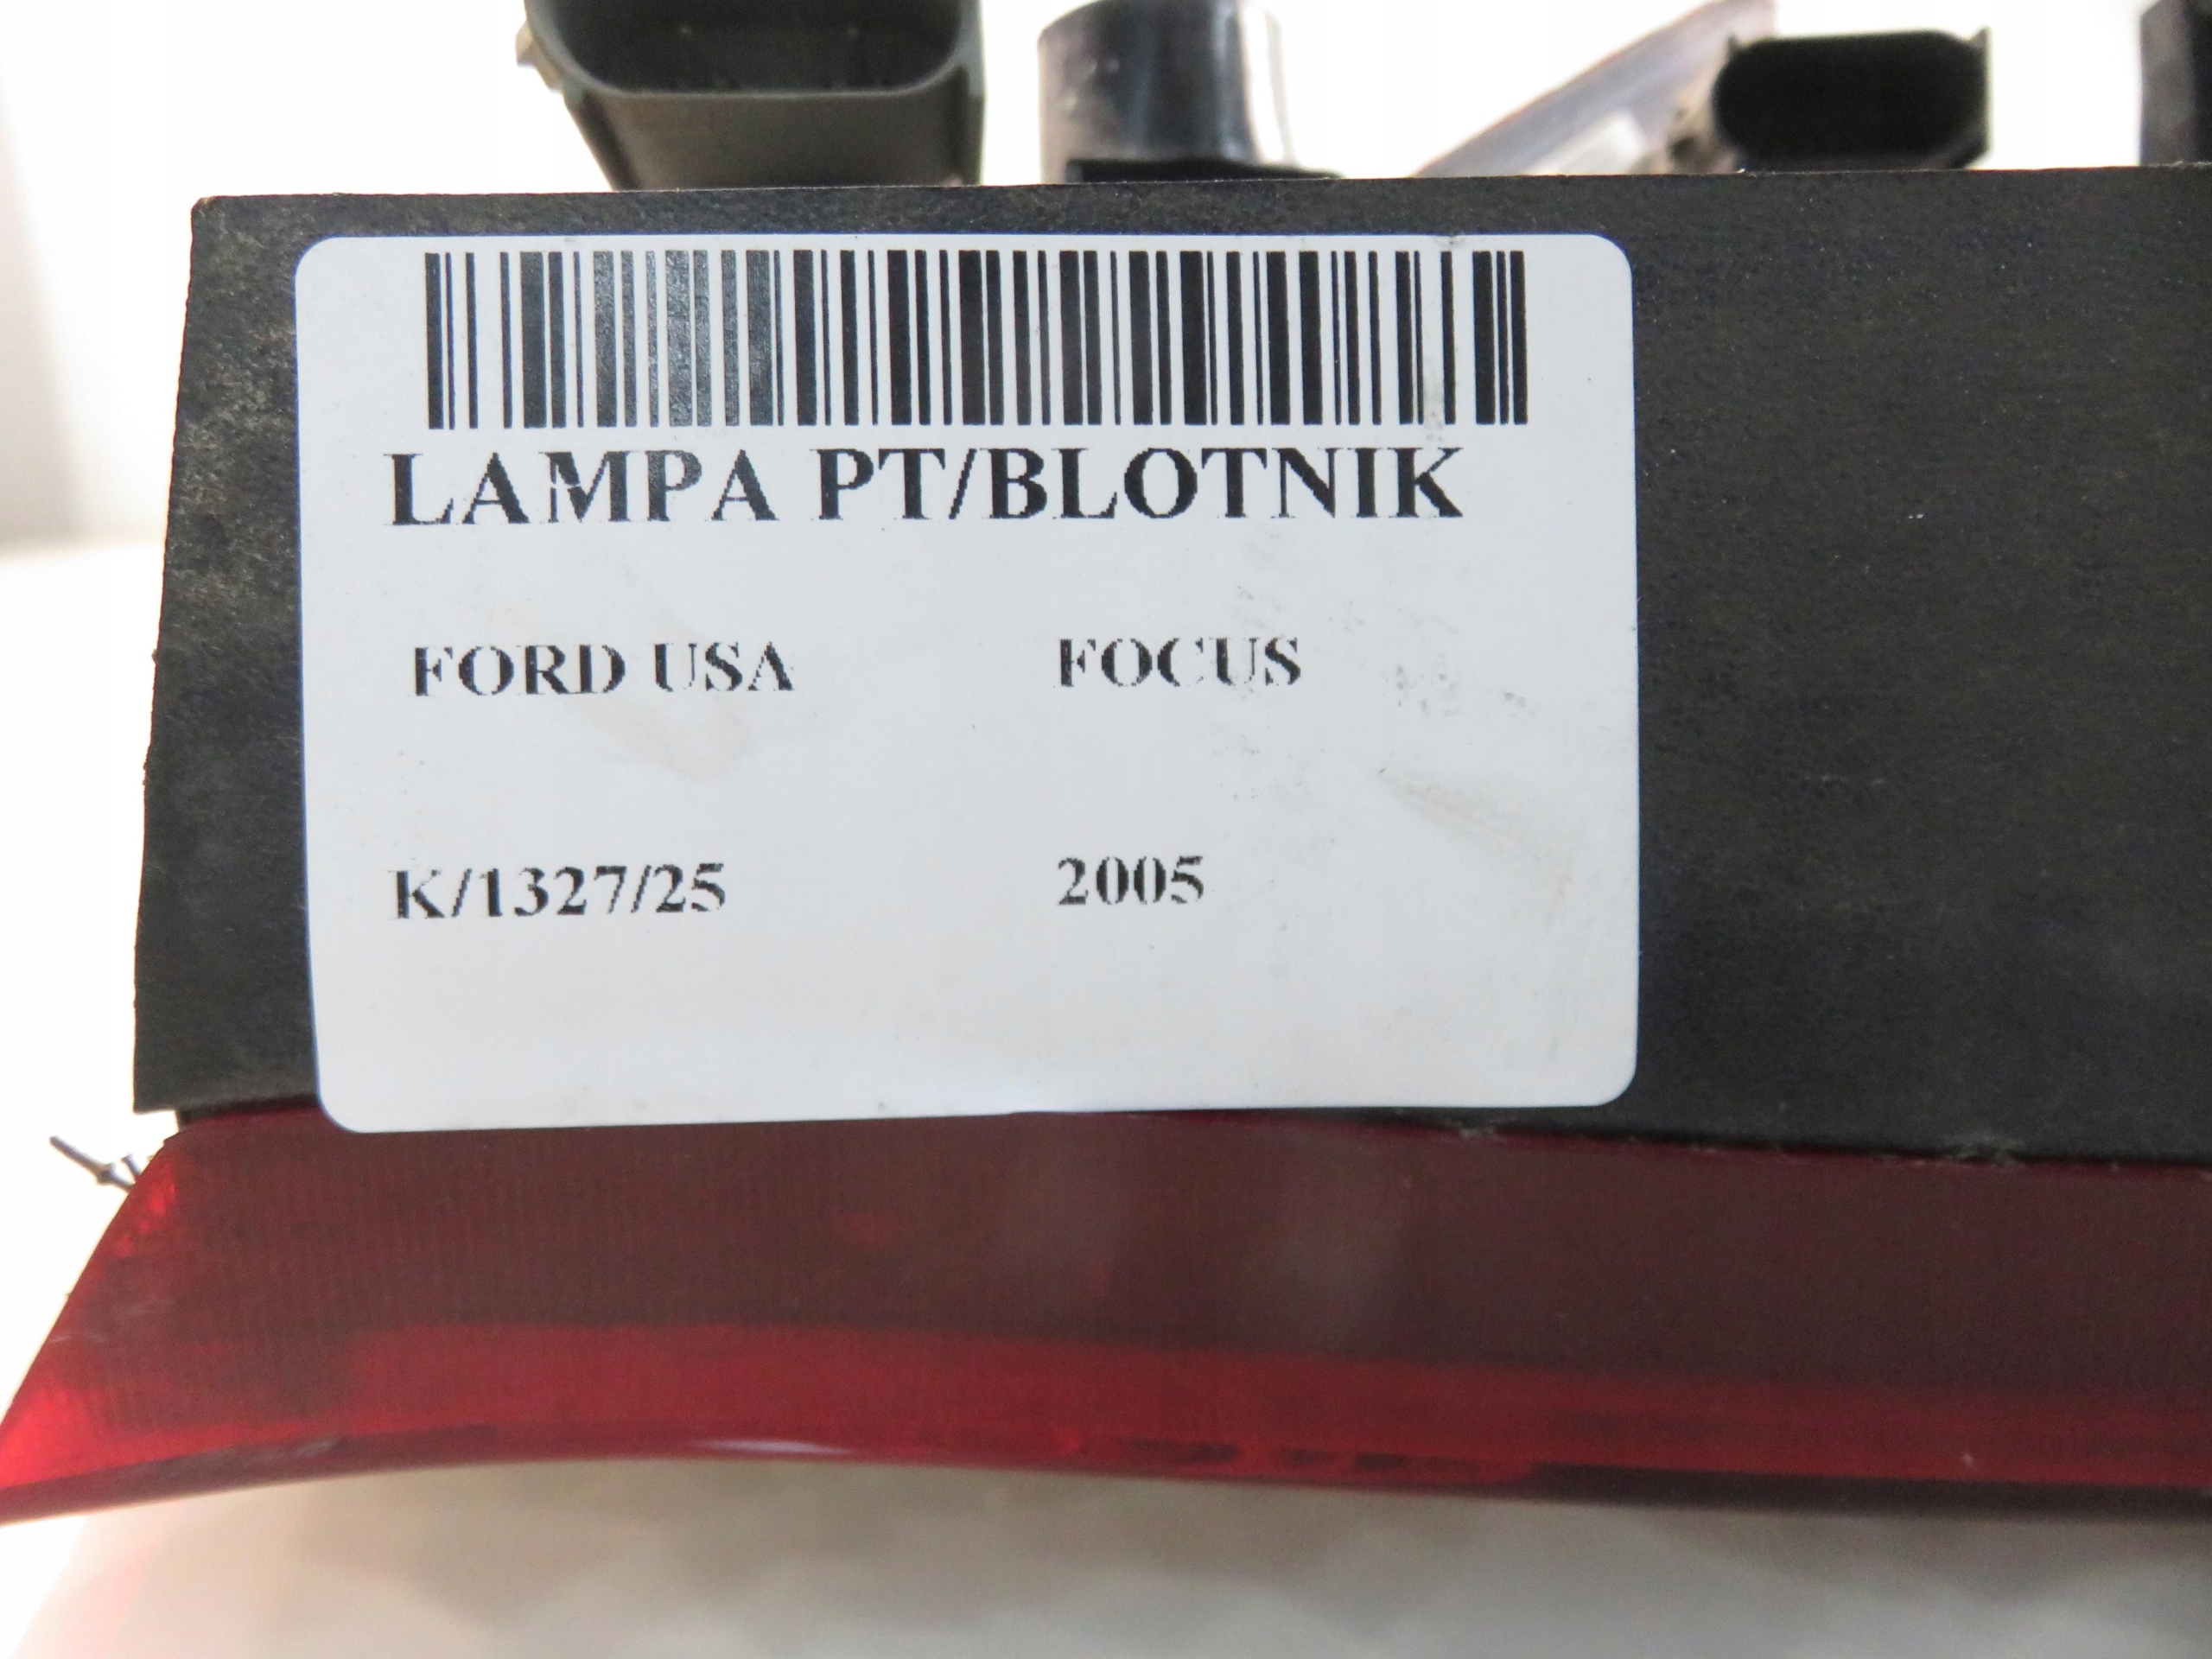 LAMPA PT/BLOTNIK
FORD USA FOCUS
K/1327/25 2005